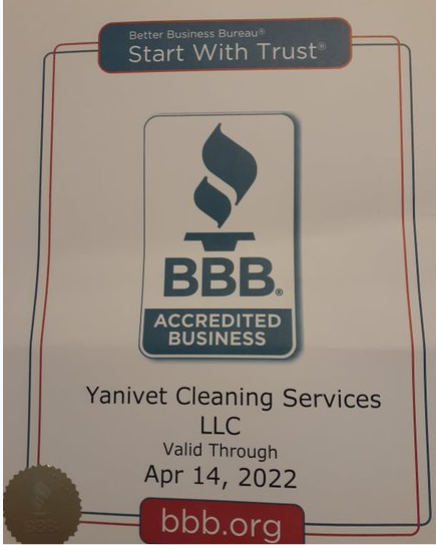 Better Business Bureau®
Start With Trust®
BBB®
ACCREDITED
BUSINESS
Yanivet Cleaning Services
LLC
Valid Through
Apr 14, 2022
bbb.org
BBB